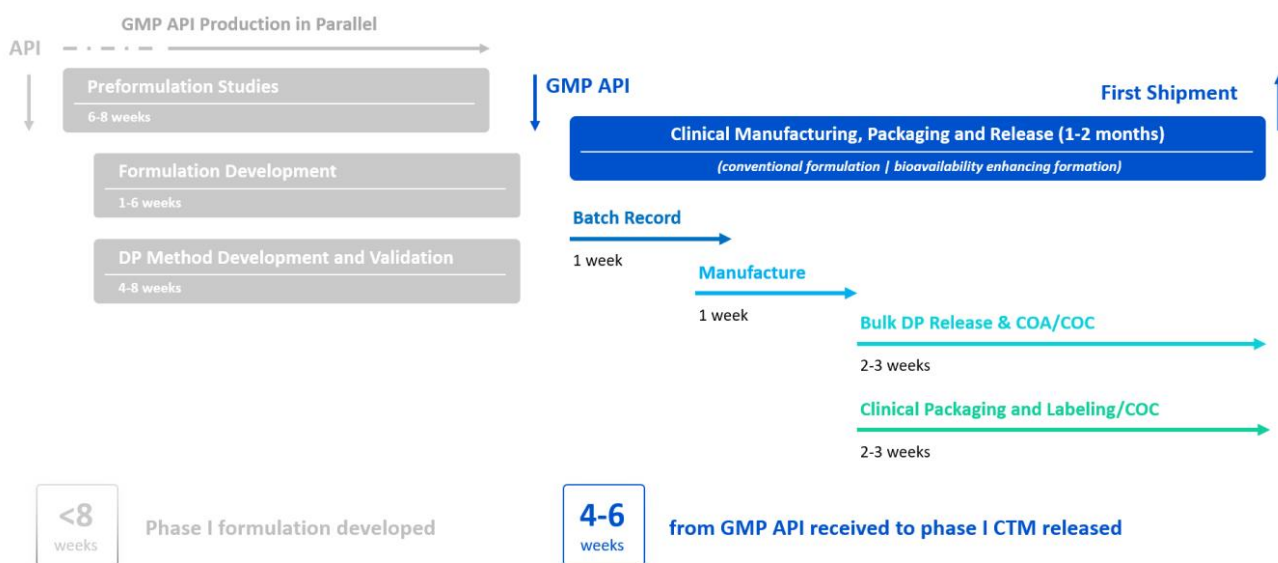 GMP API Production in Parallel
API
Preformulation Studies
6-8 weeks
Formulation Development
1-6 weeks
DP Method Development and Validation
4-8 weeks
<8
weeks
Phase I formulation developed
GMP API
First Shipment
Clinical Manufacturing, Packaging and Release (1-2 months)
(conventional formulation | bioavailability enhancing formation)
Batch Record
1 week
Manufacture
1 week
Bulk DP Release & COA/COC
2-3 weeks
Clinical Packaging and Labeling/COC
2-3 weeks
4-6
weeks
from GMP API received to phase I CTM released